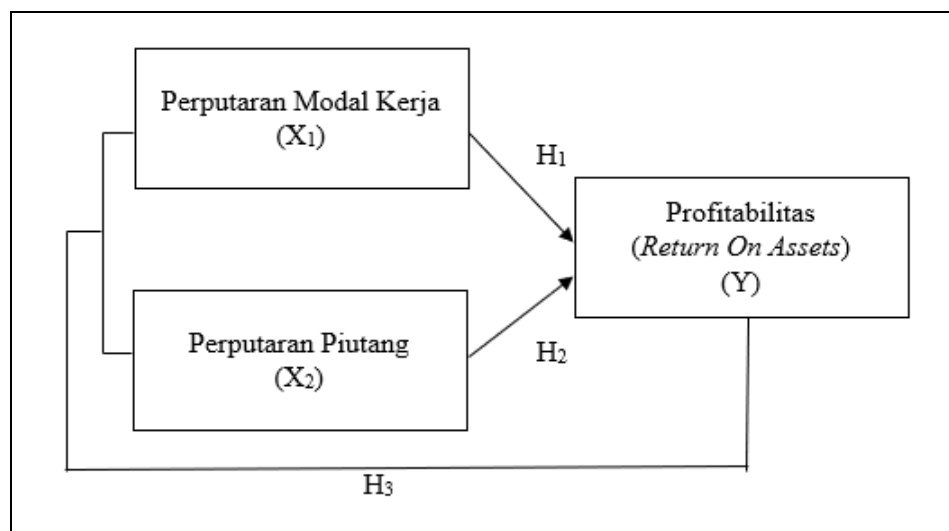 Perputaran Modal Kerja
(X₁)
H₁
Profitabilitas
(Return On Assets)
(Y)
Perputaran Piutang
(X₂)
H₂
H₃